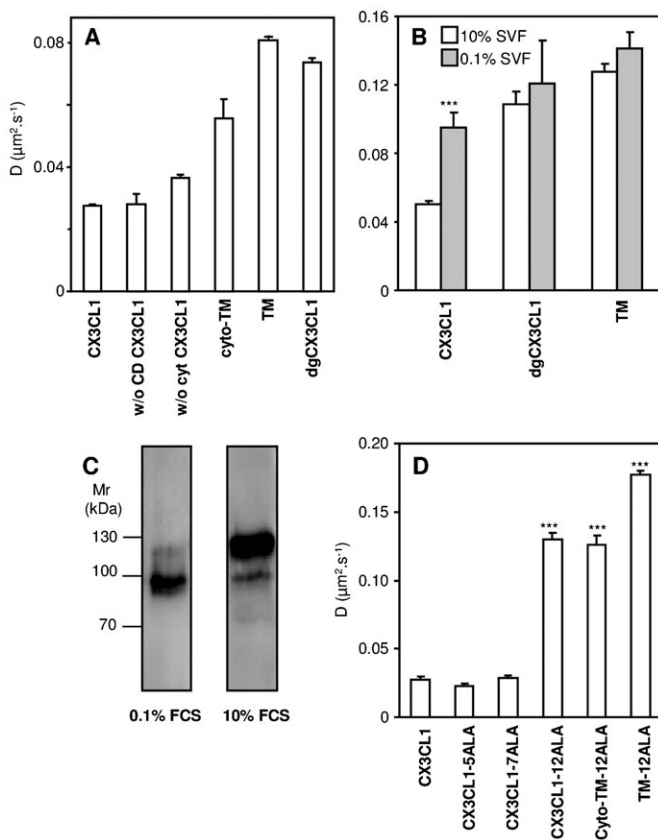 A
D (µm².s⁻¹)
0.08
0.04
0
CX3CL1
w/o CD CX3CL1
w/o cyt CX3CL1
cyto-TM
TM
dgCX3CL1
B
10% SVF
0.1% SVF
0.16
0.12
0.08
0.04
0
***
CX3CL1
dgCX3CL1
TM
C
Mr
(kDa)
130
100
70
0.1% FCS
10% FCS
D
D (µm².s⁻¹)
0.20
0.15
0.10
0.05
0
***
***
***
CX3CL1
CX3CL1-5ALA
CX3CL1-7ALA
CX3CL1-12ALA
Cyto-TM-12ALA
TM-12ALA